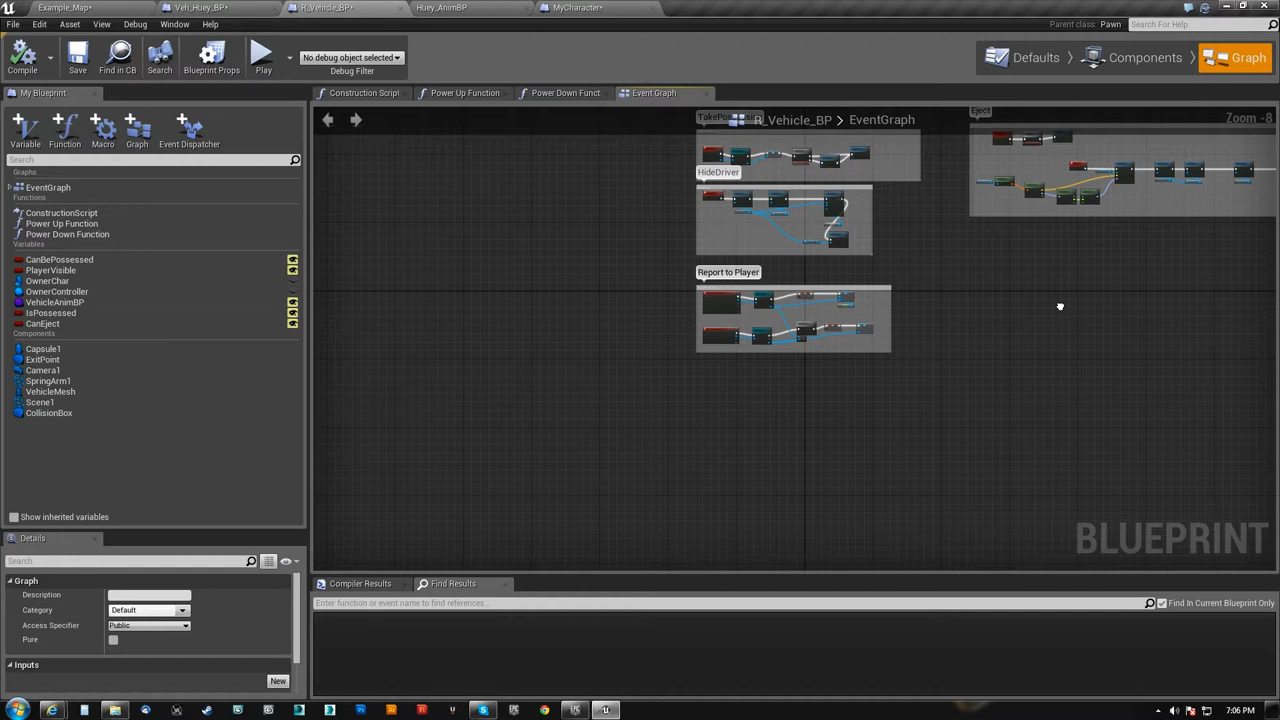 Example_Map*
Veh_Huey_BP*
R_Vehicle_BP*
Huey_AnimBP
MyCharacter*
File Edit Asset View Debug Window Help
Parent class: Pawn
Search For Help
Compile
Save
Find in CB
Search
Blueprint Props
Play
No debug object selected
Debug Filter
Defaults
Components
Graph
My Blueprint
Construction Script
Power Up Function
Power Down Funct
Event Graph
Variable
Function
Macro
Graph
Event Dispatcher
R_Vehicle_BP > EventGraph
Zoom -8
Search
Graphs
EventGraph
Functions
ConstructionScript
Power Up Function
Power Down Function
Variables
CanBePossessed
PlayerVisible
OwnerChar
OwnerController
VehicleAnimBP
IsPossessed
CanEject
Components
Capsule1
ExitPoint
Camera1
SpringArm1
VehicleMesh
Scene1
CollisionBox
Show inherited variables
Eject
HideDriver
Report to Player
BLUEPRINT
Details
Search
Graph
Description
Category
Default
Access Specifier
Public
Pure
Inputs
New
Compiler Results
Find Results
Enter function or event name to find references...
Find In Current Blueprint Only
7:06 PM